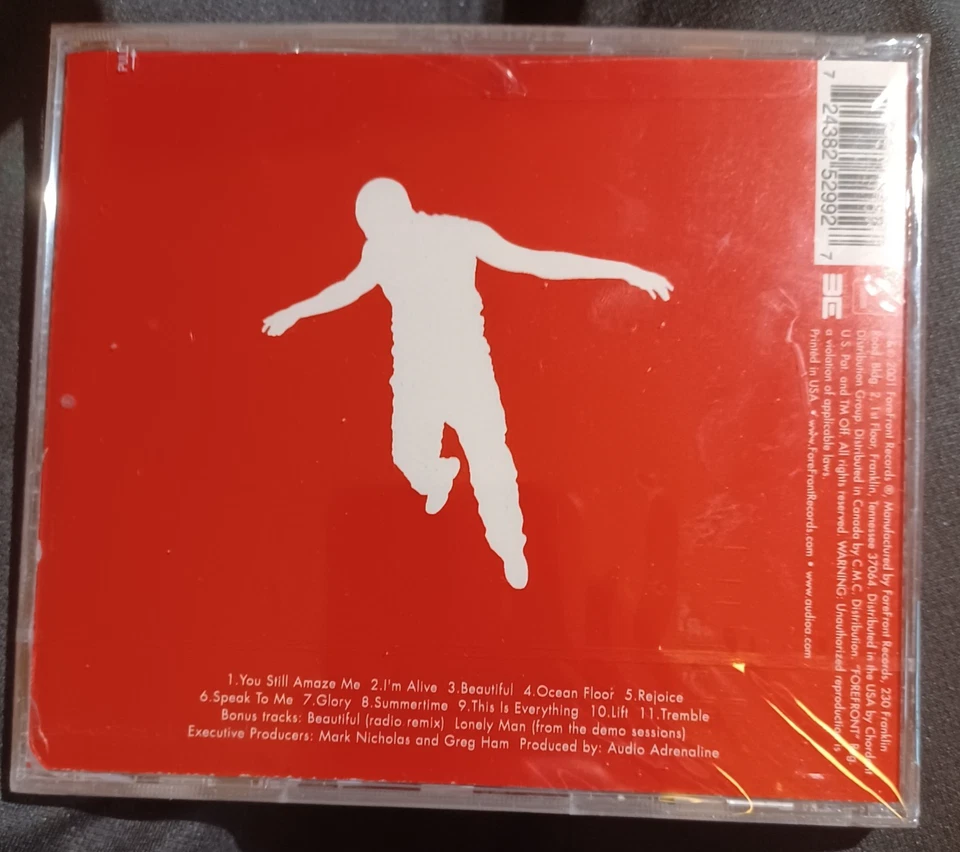 1.You Still Amaze Me 2.I'm Alive 3.Beautiful 4.Ocean Floor 5.Rejoice
6.Speak To Me 7.Glory 8.Summertime 9.This Is Everything 10.Lift 11.Tremble
Bonus tracks: Beautiful (radio remix) Lonely Man (from the demo sessions)
Executive Producers: Mark Nicholas and Greg Ham Produced by: Audio Adrenaline
7 24382 52992 7
2001 ForeFront Records ®, Manufactured by ForeFront Records, 230 Franklin
Road, Bldg. 2, 1st Floor, Franklin, Tennessee 37064. Distributed in the USA by Chordant
Distribution Group. Distributed in Canada by C.M.C. Distribution. "FOREFRONT" Reg.
U.S. Pat. and TM Off. All rights reserved. WARNING: Unauthorized reproduction is
a violation of applicable laws.
Printed in USA. • www.ForeFrontRecords.com • www.audioa.com